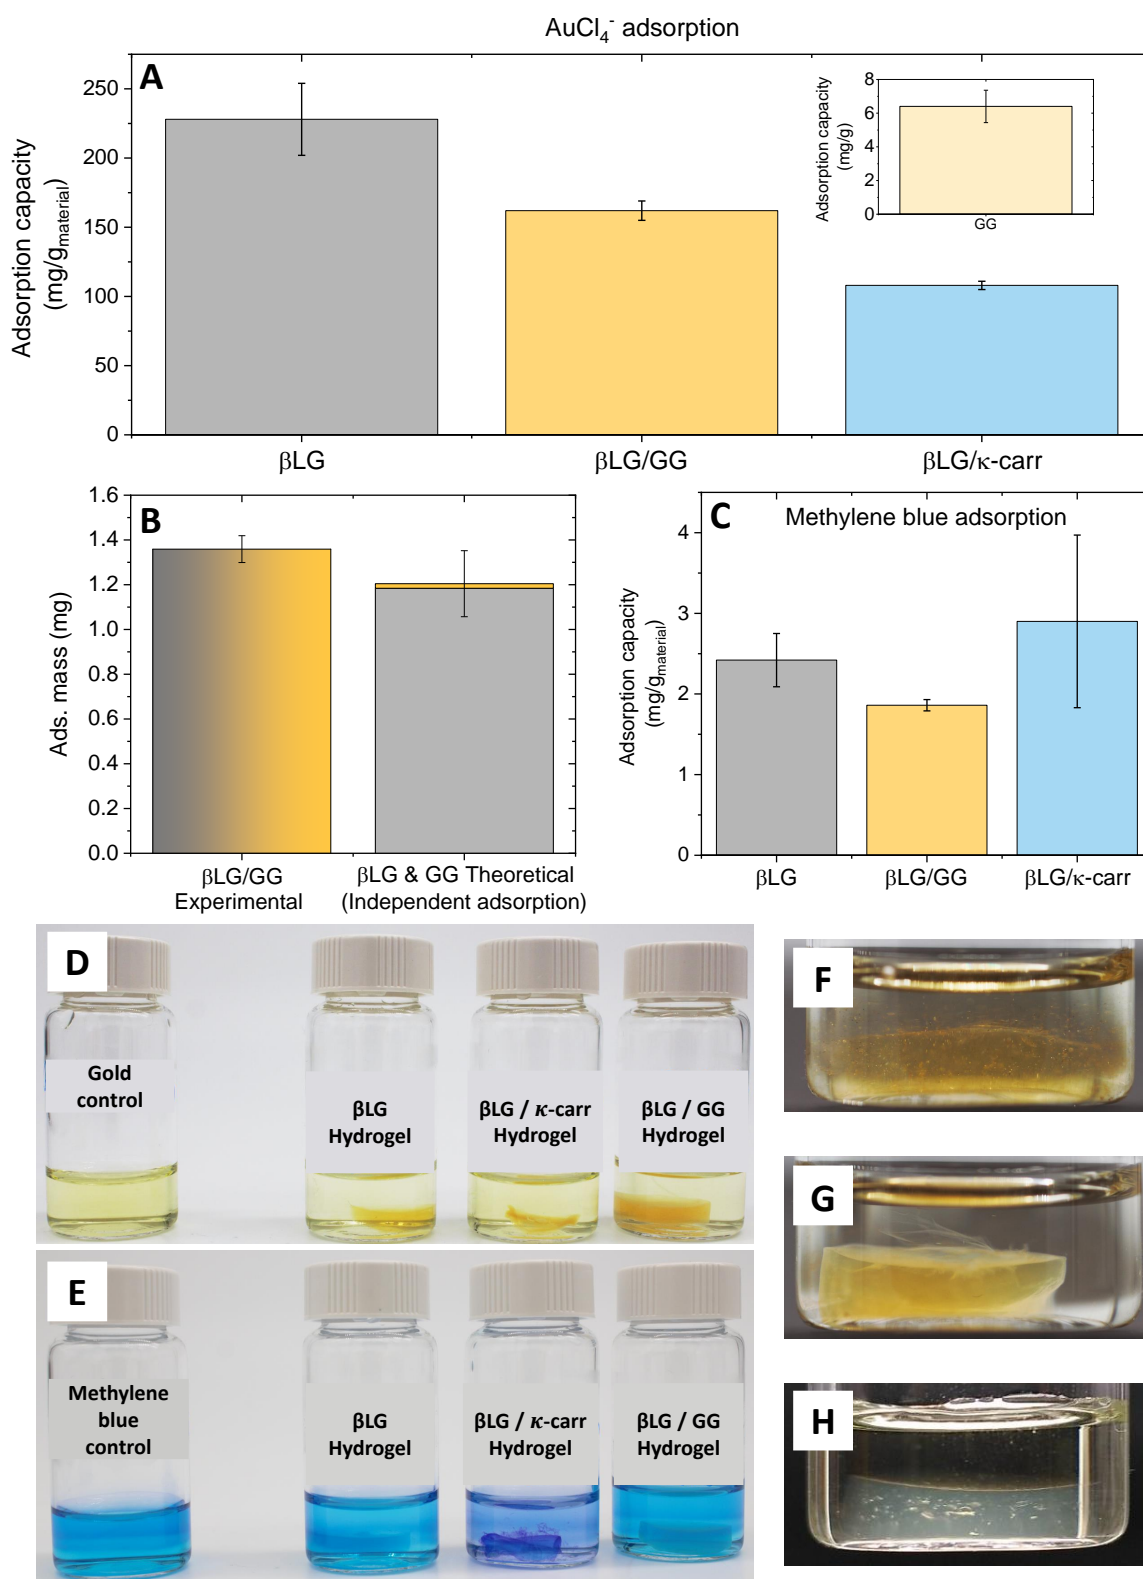 AuCl₄⁻ adsorption
A
Adsorption capacity
(mg/g_material)
250
200
150
100
50
0
βLG
βLG/GG
βLG/κ-carr
Adsorption capacity
(mg/g)
8
6
4
2
0
GG
B
Ads. mass (mg)
1.6
1.4
1.2
1.0
0.8
0.6
0.4
0.2
0.0
βLG/GG
Experimental
βLG & GG Theoretical
(Independent adsorption)
C
Methylene blue adsorption
Adsorption capacity
(mg/g_material)
4
3
2
1
0
βLG
βLG/GG
βLG/κ-carr
D
Gold
control
βLG
Hydrogel
βLG / κ-carr
Hydrogel
βLG / GG
Hydrogel
E
Methylene
blue
control
βLG
Hydrogel
βLG / κ-carr
Hydrogel
βLG / GG
Hydrogel
F
G
H